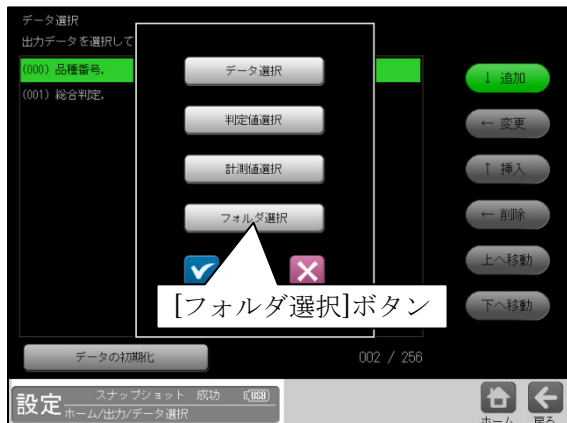 データ選択
出力データを選択して
(000) 品種番号,
(001) 総合判定,
データ選択
判定値選択
計測値選択
フォルダ選択
[フォルダ選択]ボタン
↓ 追加
← 変更
↑ 挿入
← 削除
上へ移動
下へ移動
データの初期化
002 / 256
設定
スナップショット 成功
USB
ホーム/出力/データ選択
ホーム
戻る